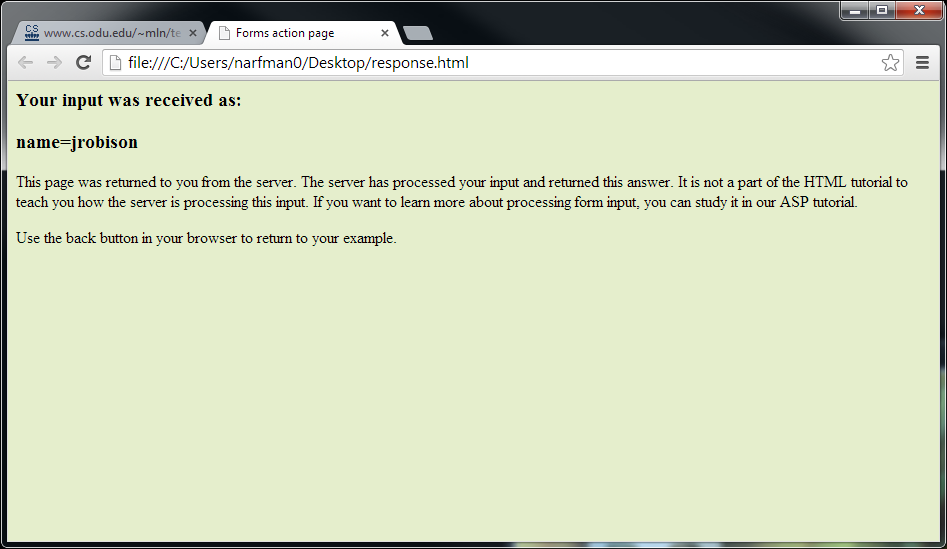 CS
www.cs.odu.edu/~mln/te
Forms action page
file:///C:/Users/narfman0/Desktop/response.html
Your input was received as:
name=jrobison
This page was returned to you from the server. The server has processed your input and returned this answer. It is not a part of the HTML tutorial to
teach you how the server is processing this input. If you want to learn more about processing form input, you can study it in our ASP tutorial.
Use the back button in your browser to return to your example.